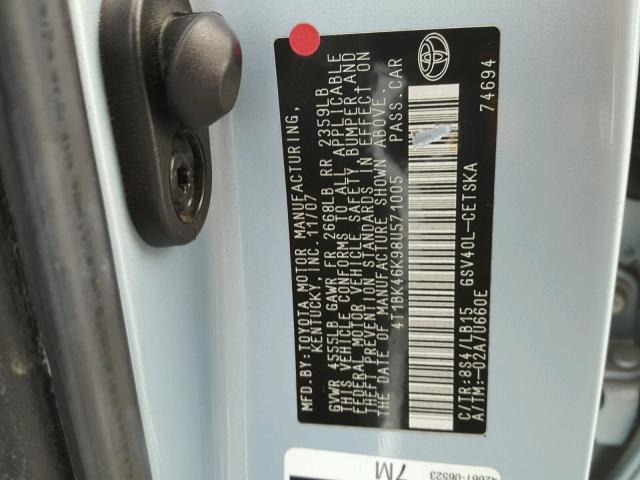 MFD.BY:TOYOTA MOTOR MANUFACTURING,
KENTUCKY, INC. 11/07
GVWR 4555LB GAWR FR 2668LB RR 2359LB
THIS VEHICLE CONFORMS TO ALL APPLICABLE
FEDERAL MOTOR VEHICLE SAFETY, BUMPER, AND
THEFT PREVENTION STANDARDS IN EFFECT ON
THE DATE OF MANUFACTURE SHOWN ABOVE.
4T1BK46K98U571005 PASS.CAR
C/TR:8S4/LB15 GSV40L-CETSKA
A/TM:-02A/U660E
74694
42661-06523
7M